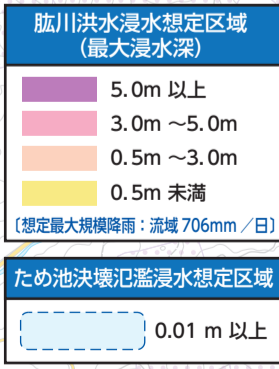 肱川洪水浸水想定区域
(最大浸水深)
5.0m 以上
3.0m ～5.0m
0.5m ～3.0m
0.5m 未満
〔想定最大規模降雨：流域 706mm ／日〕
ため池決壊氾濫浸水想定区域
0.01 m 以上